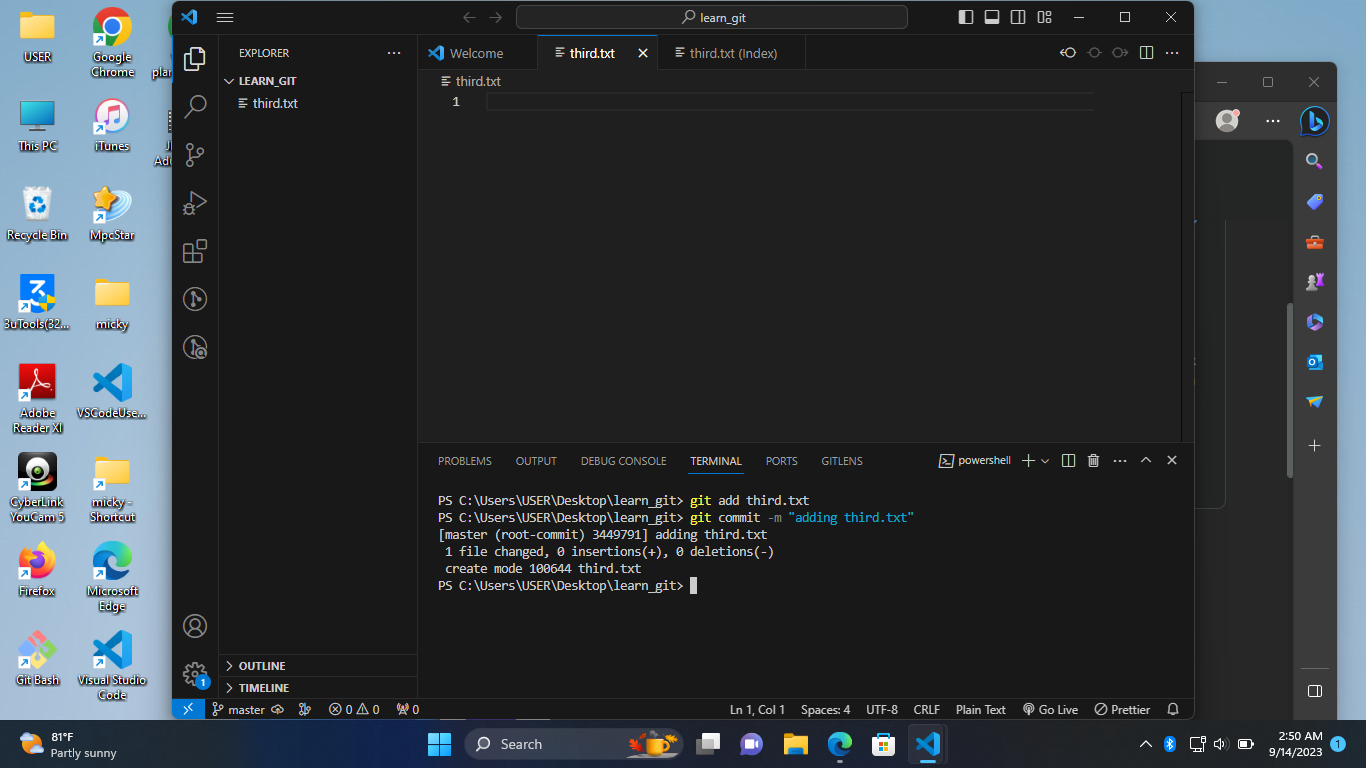 USER
Google
Chrome
This PC
iTunes
Recycle Bin
MpcStar
3uTools(32...
micky
Adobe
Reader XI
VSCodeUse...
CyberLink
YouCam 5
micky -
Shortcut
Firefox
Microsoft
Edge
Git Bash
Visual Studio
Code
learn_git
EXPLORER
LEARN_GIT
third.txt
OUTLINE
TIMELINE
Welcome
third.txt
third.txt (Index)
third.txt
1
PROBLEMS
OUTPUT
DEBUG CONSOLE
TERMINAL
PORTS
GITLENS
powershell
PS C:\Users\USER\Desktop\learn_git> git add third.txt
PS C:\Users\USER\Desktop\learn_git> git commit -m "adding third.txt"
[master (root-commit) 3449791] adding third.txt
1 file changed, 0 insertions(+), 0 deletions(-)
create mode 100644 third.txt
PS C:\Users\USER\Desktop\learn_git>
1
master
0
0
0
Ln 1, Col 1
Spaces: 4
UTF-8
CRLF
Plain Text
Go Live
Prettier
81°F
Partly sunny
Search
2:50 AM
9/14/2023
1